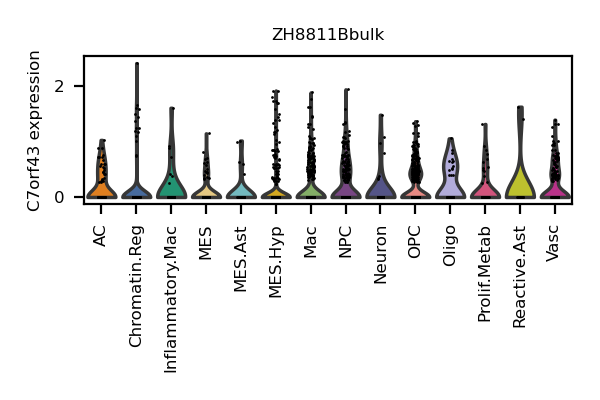 ZH8811Bbulk
C7orf43 expression
2
0
AC
Chromatin.Reg
Inflammatory.Mac
MES
MES.Ast
MES.Hyp
Mac
NPC
Neuron
OPC
Oligo
Prolif.Metab
Reactive.Ast
Vasc